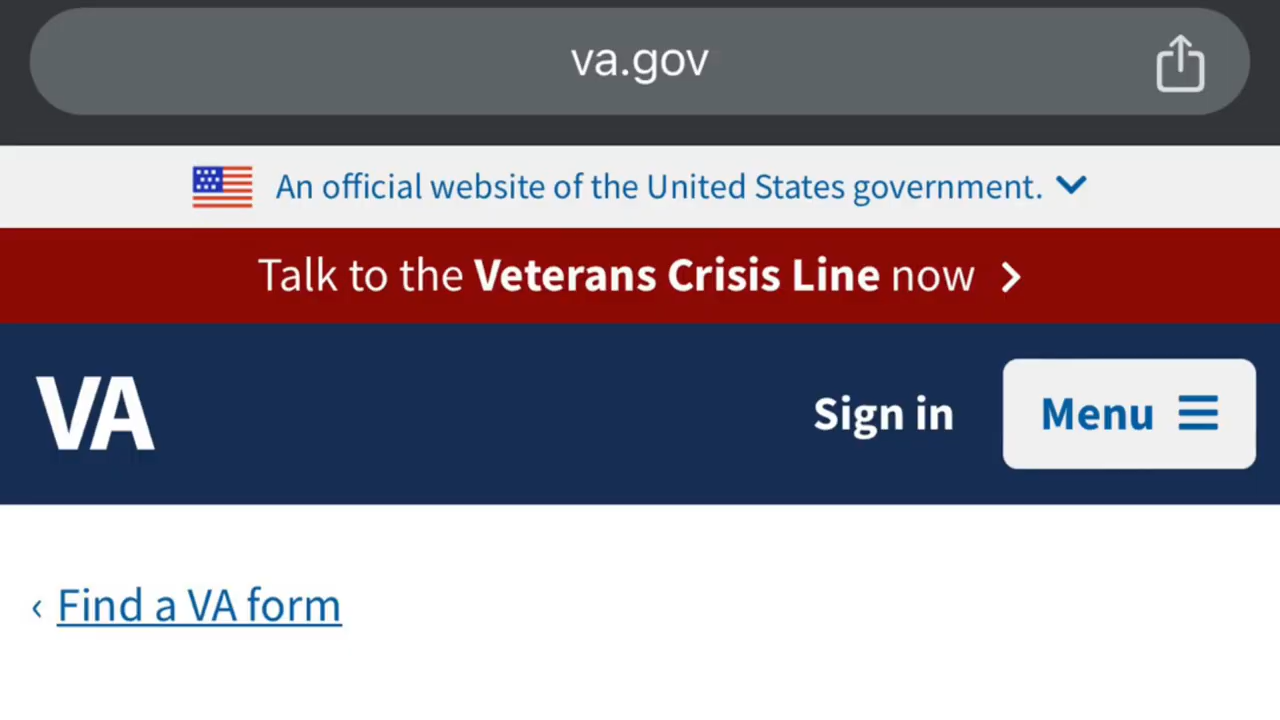 va.gov
An official website of the United States government.
Talk to the Veterans Crisis Line now
VA
Sign in
Menu
‹ Find a VA form